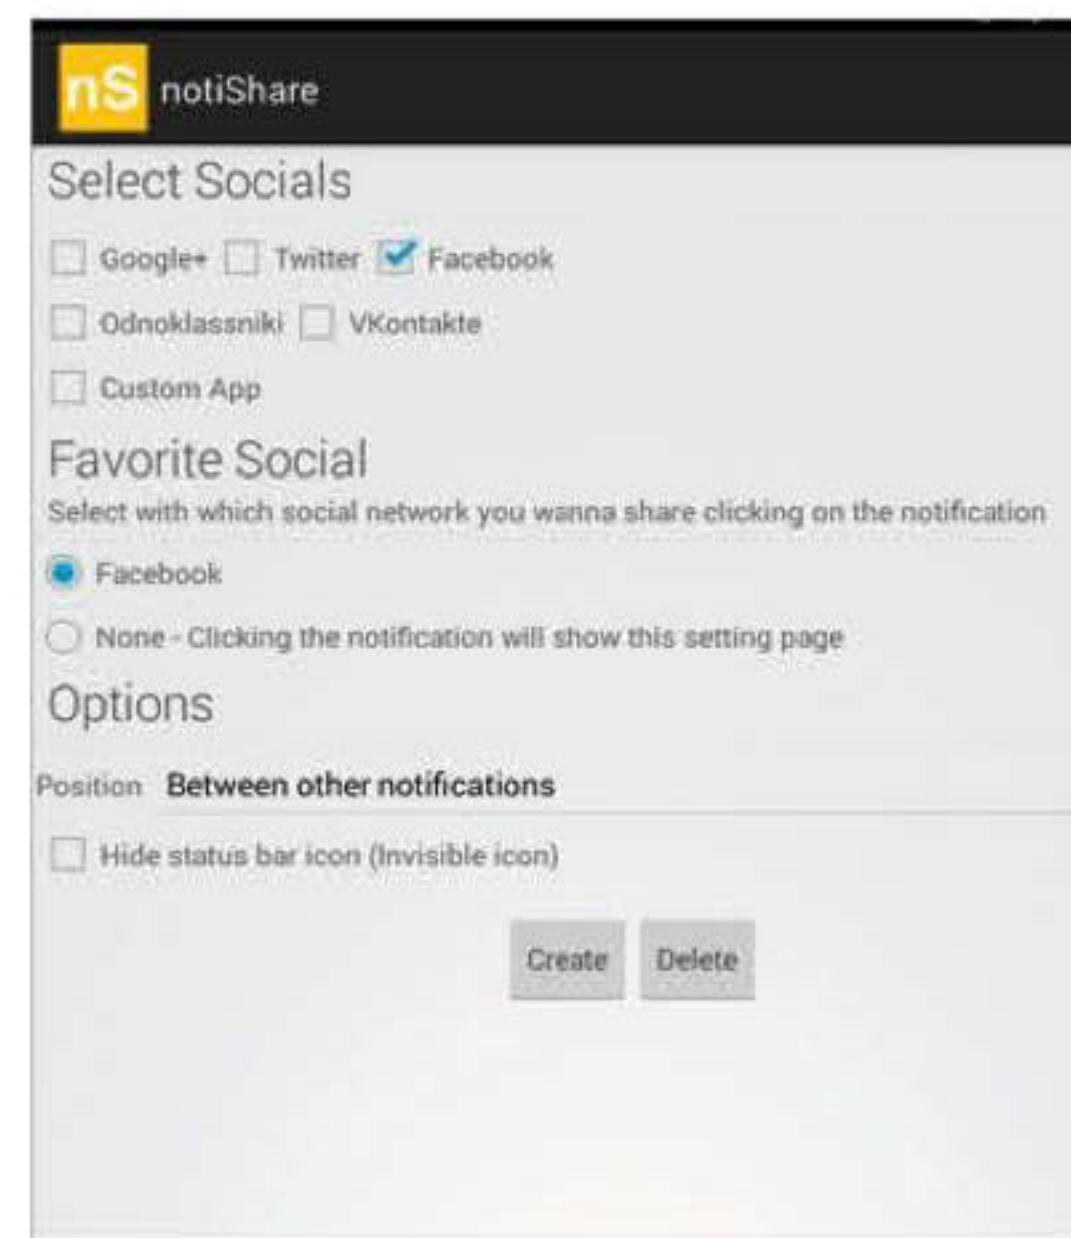 nS notiShare
Select Socials
Google+ Twitter Facebook
Odnoklassniki VKontakte
Custom App
Favorite Social
Select with which social network you wanna share clicking on the notification
Facebook
None - Clicking the notification will show this setting page
Options
Position Between other notifications
Hide status bar icon (Invisible icon)
Create Delete